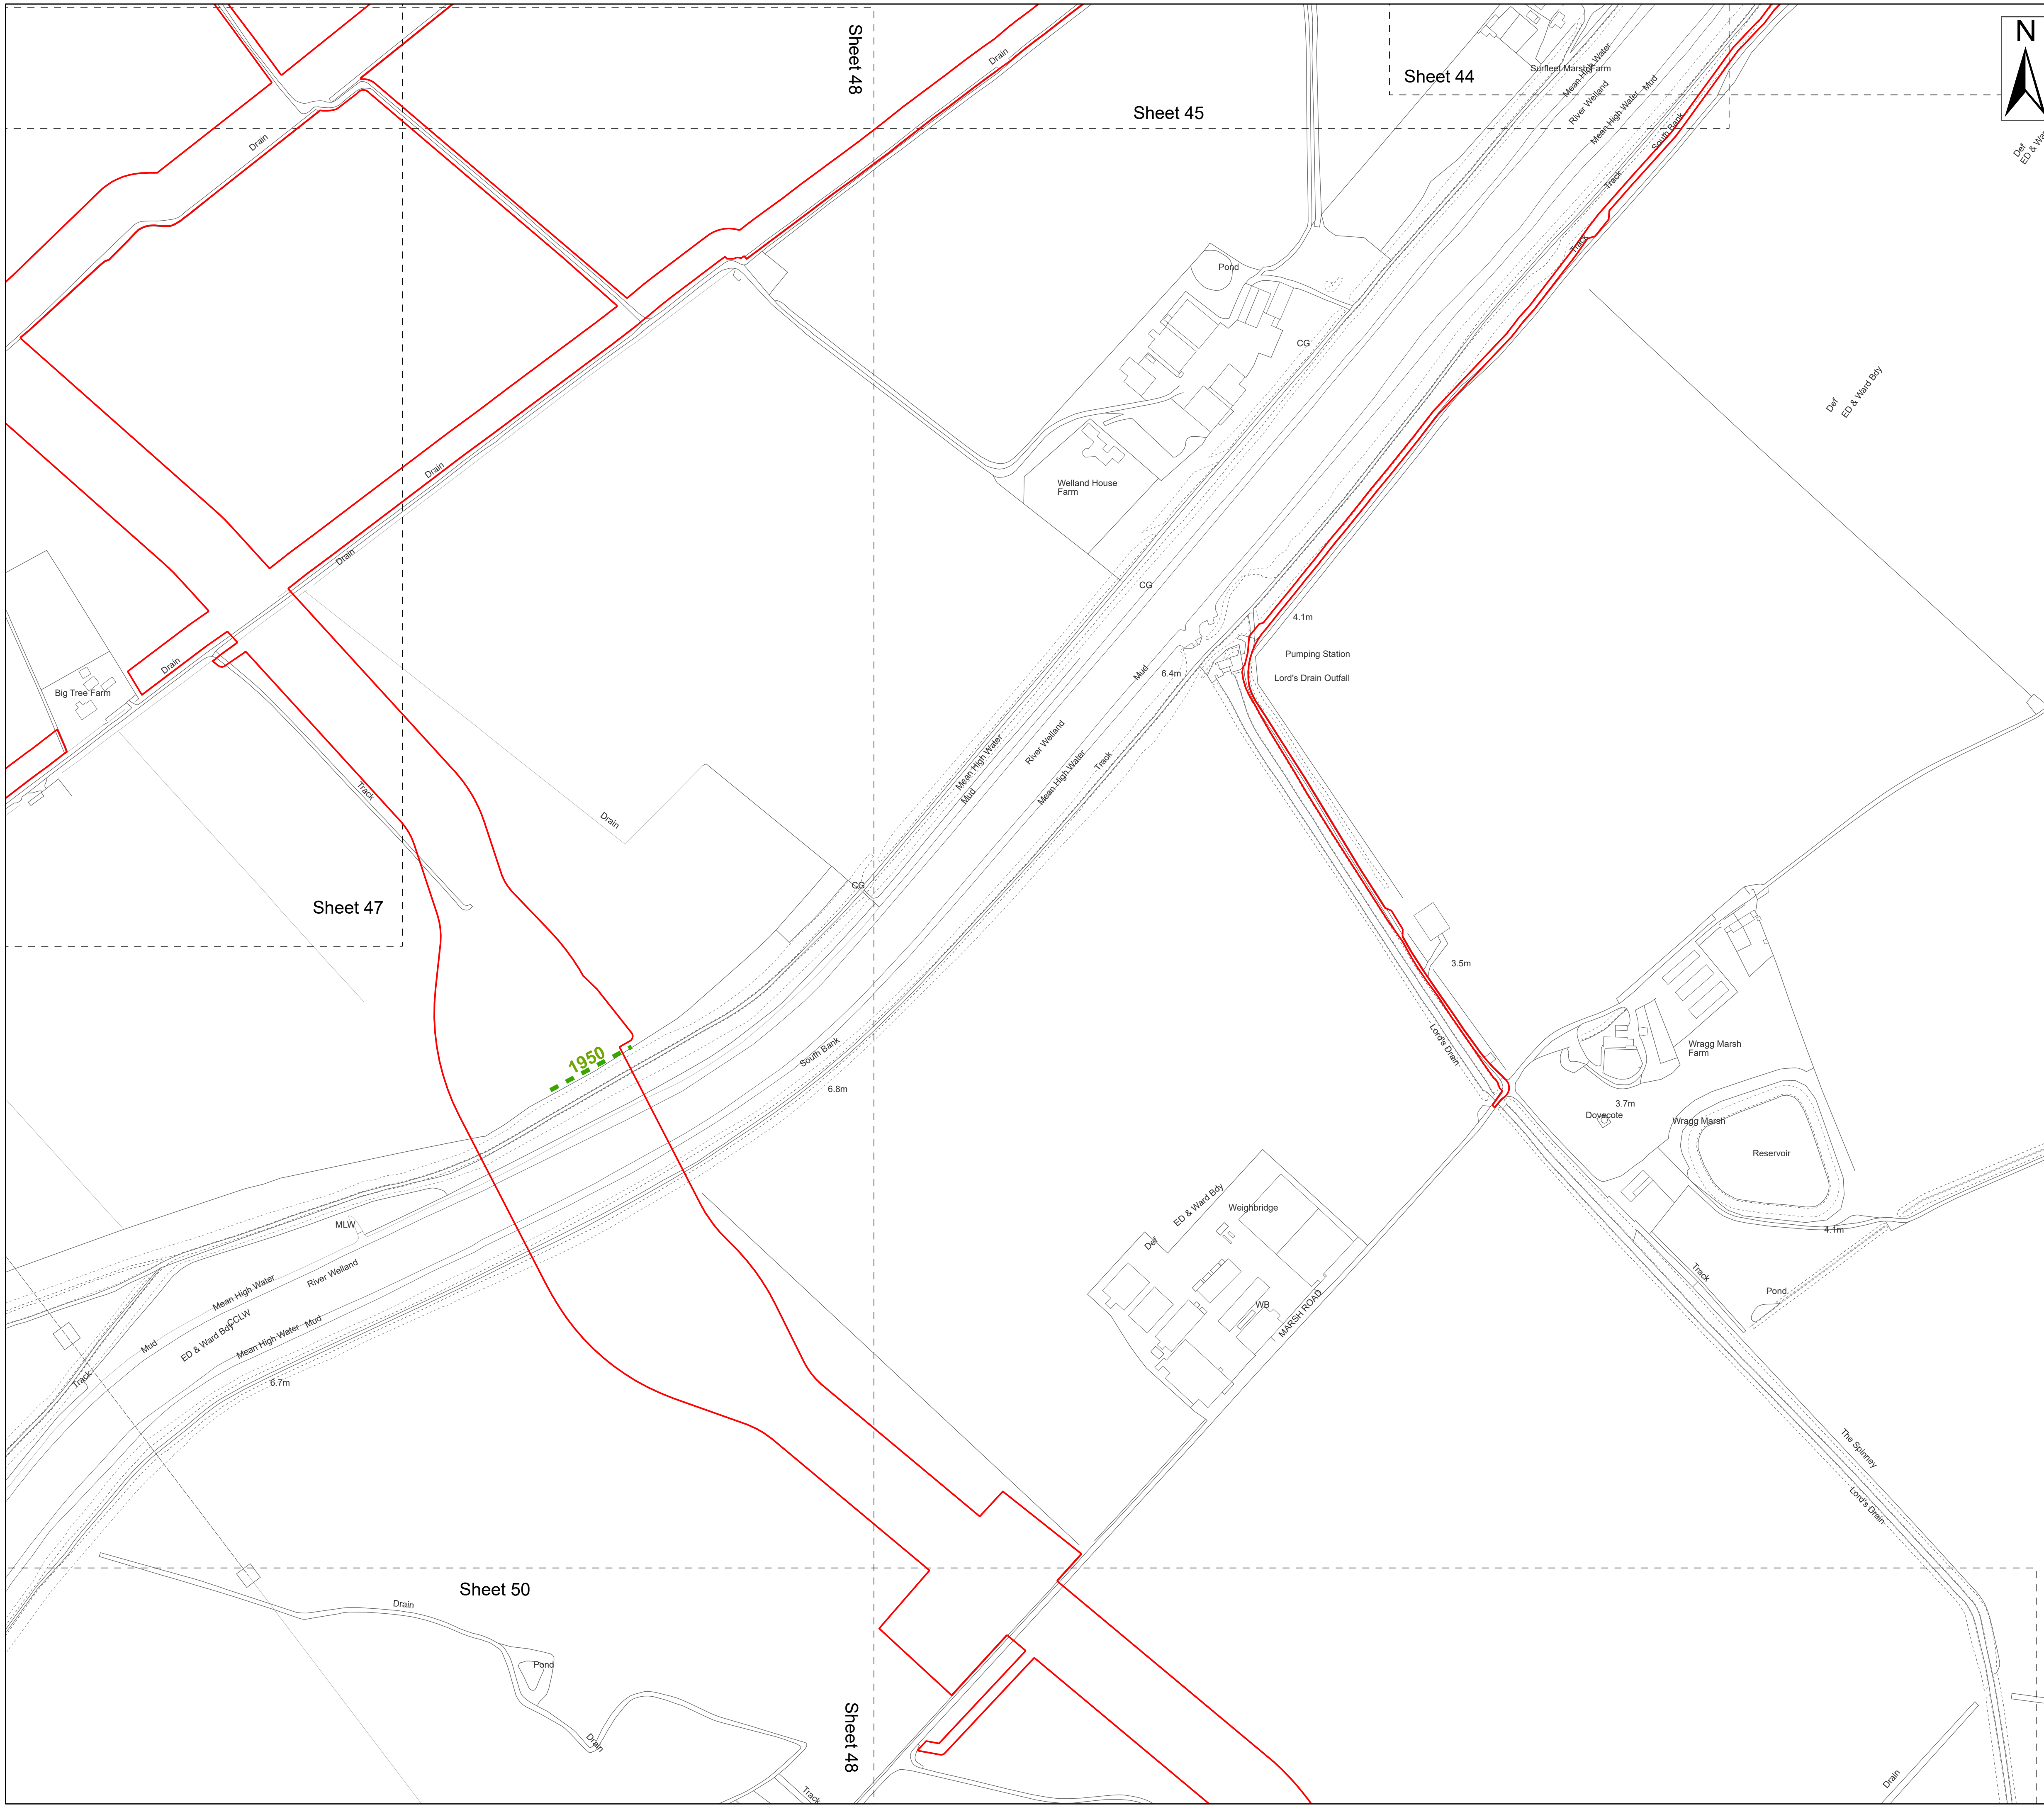 Sheet 48
Sheet 45
Sheet 44
N
Drain
Surfleet Marsh Farm
Mean High Water
River Welland
Mud
Mean High Water
South Bank
Track
Track
Def
Drain
Pond
CG
Def
ED & Ward Bdy
Drain
Welland House
Farm
Drain
CG
4.1m
Pumping Station
Lord's Drain Outfall
6.4m
Mud
Drain
Big Tree Farm
Track
Mean High Water
Mud
River Welland
Mean High Water
Track
Drain
CG
Sheet 47
3.5m
1950
South Bank
6.8m
Lord's Drain
Wragg Marsh
Farm
3.7m
Dovecote
Wragg Marsh
Reservoir
4.1m
MLW
ED & Ward Bdy
Def
Weighbridge
Track
Pond
Mean High Water
River Welland
CCLW
ED & Ward Bdy
Mean High Water
Mud
Mud
Track
6.7m
WB
MARSH ROAD
The Spinney
Lord's Drain
Sheet 50
Drain
Pond
Drain
Sheet 48
Track
Drain